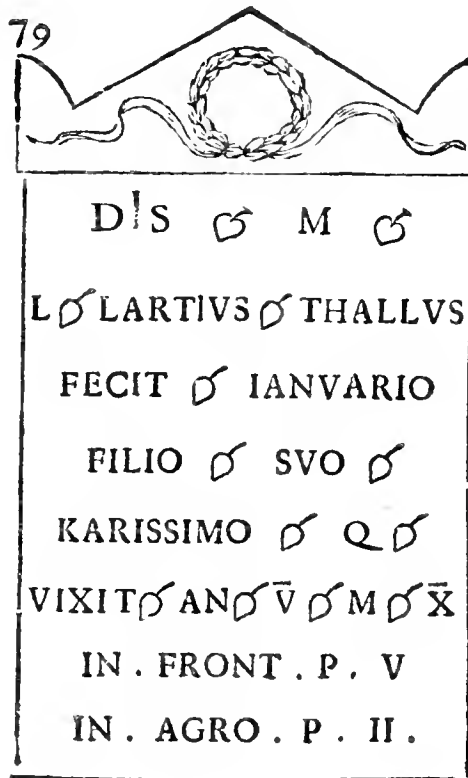 79
DIS ❦ M ❦
L ❦ LARTIVS ❦ THALLVS
FECIT ❦ IANVARIO
FILIO ❦ SVO ❦
KARISSIMO ❦ Q ❦
VIXIT ❦ AN ❦ V̅ ❦ M ❦ X̅
IN . FRONT . P . V
IN . AGRO . P . II .